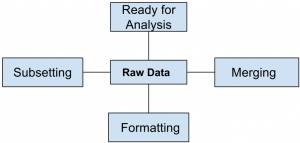 Ready for
Analysis
Subsetting
Raw Data
Merging
Formatting